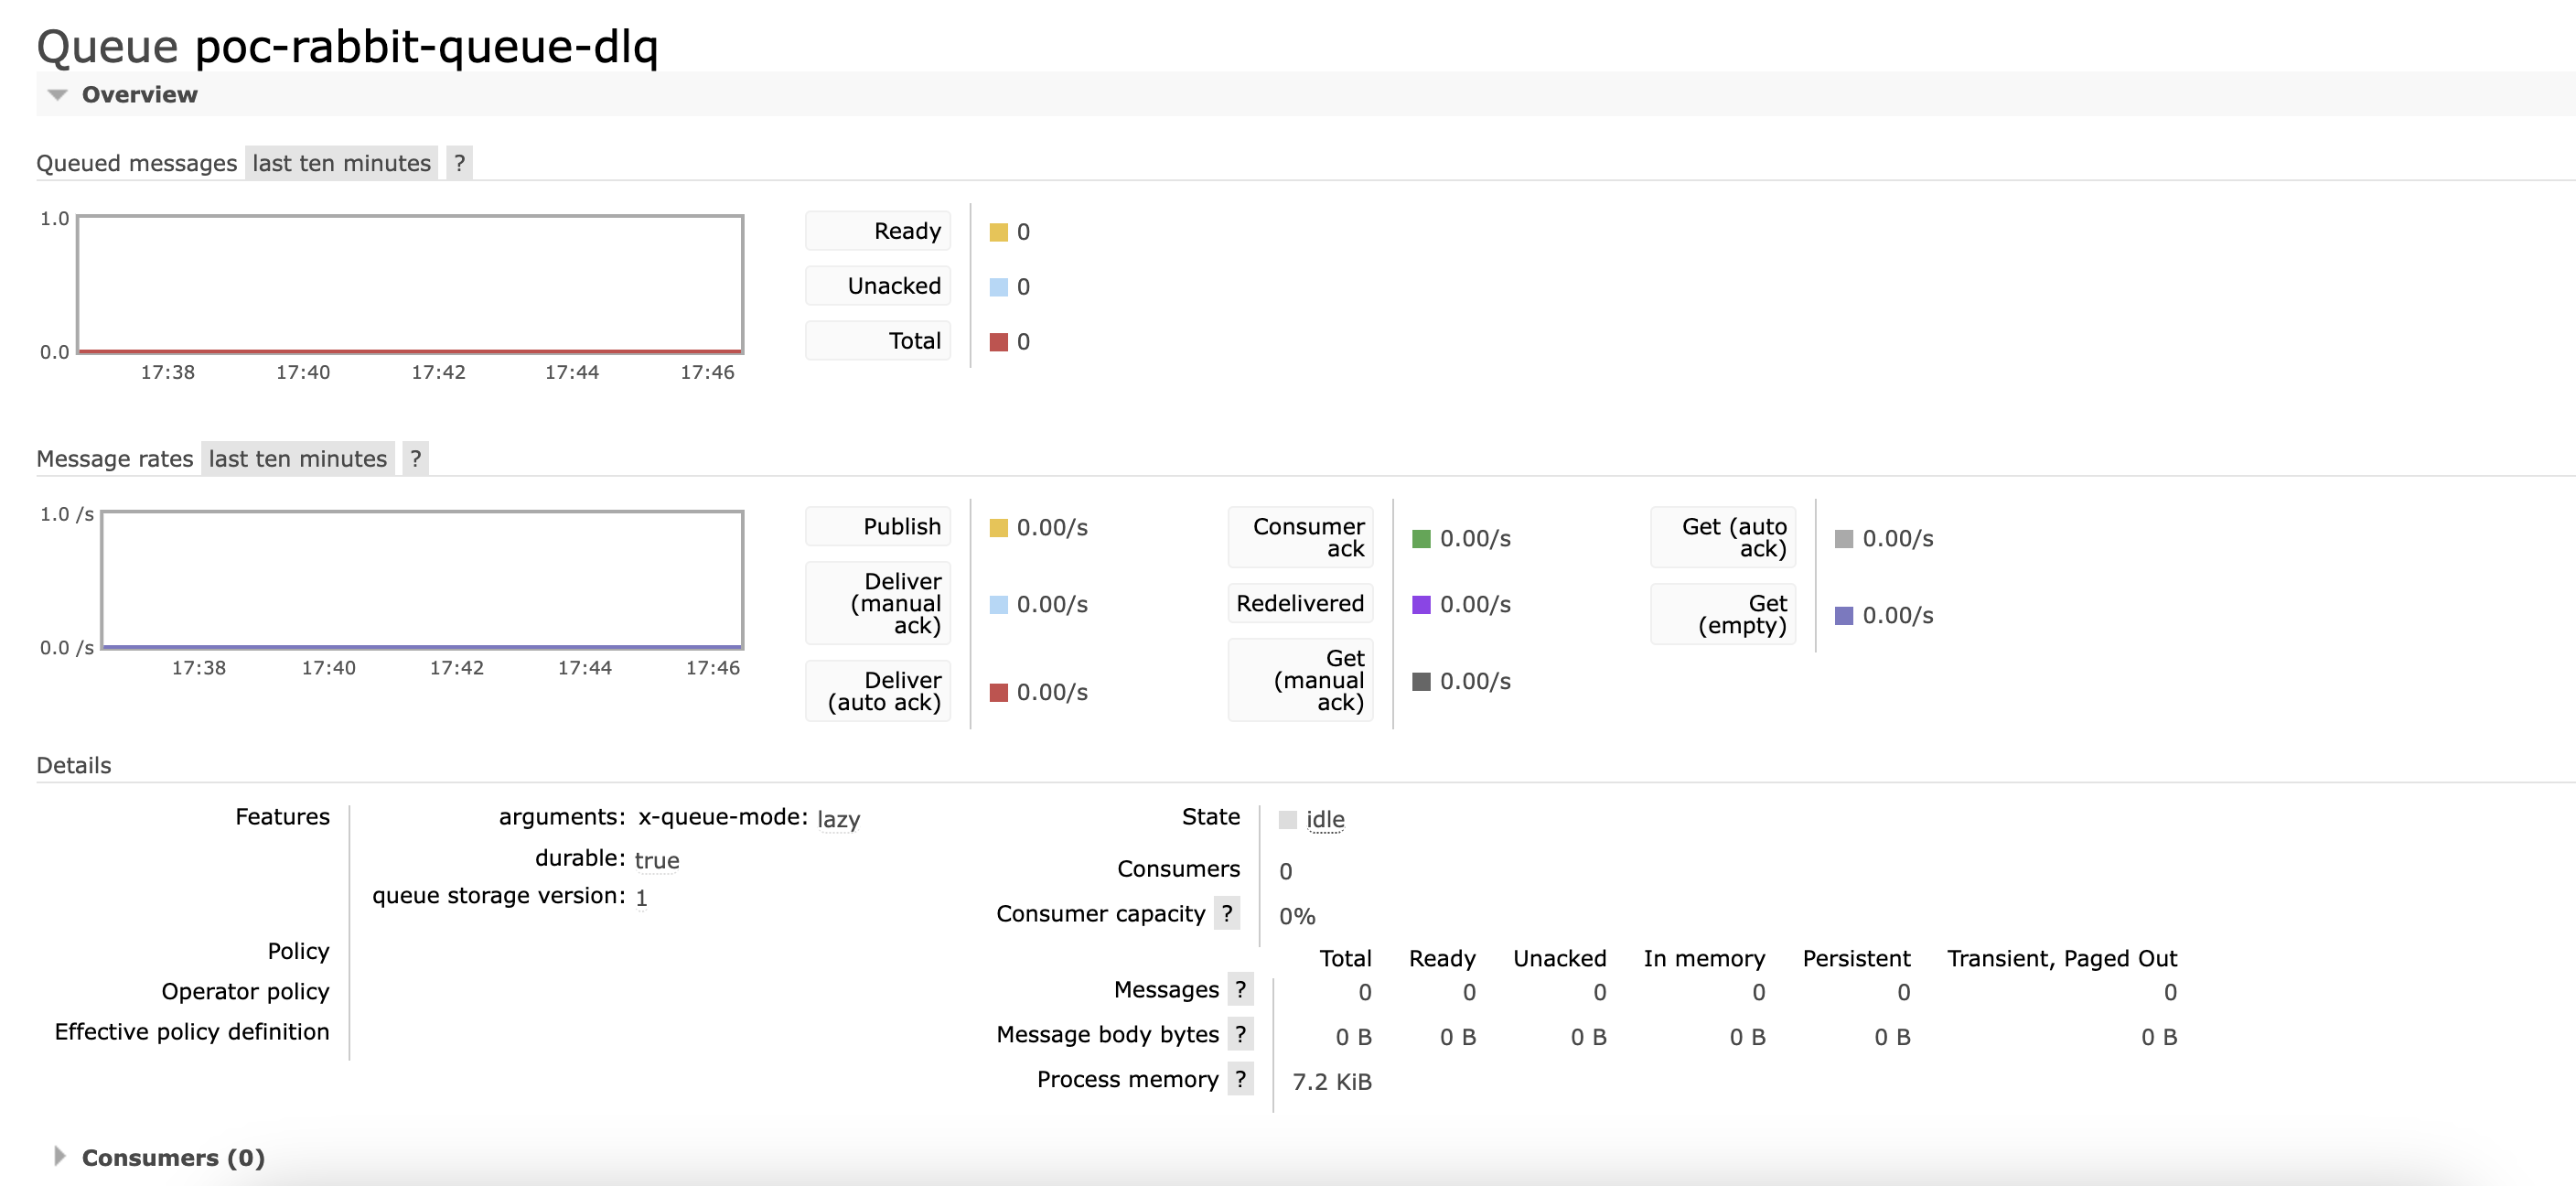 Queue poc-rabbit-queue-dlq
Overview
Queued messages last ten minutes ?
1.0
0.0
17:38 17:40 17:42 17:44 17:46
Ready 0
Unacked 0
Total 0
Message rates last ten minutes ?
1.0 /s
0.0 /s
17:38 17:40 17:42 17:44 17:46
Publish 0.00/s
Deliver
(manual
ack) 0.00/s
Deliver
(auto ack) 0.00/s
Consumer
ack 0.00/s
Redelivered 0.00/s
Get
(manual
ack) 0.00/s
Get (auto
ack) 0.00/s
Get
(empty) 0.00/s
Details
Features arguments: x-queue-mode: lazy
durable: true
queue storage version: 1
Policy
Operator policy
Effective policy definition
State idle
Consumers 0
Consumer capacity ? 0%
Total Ready Unacked In memory Persistent Transient, Paged Out
Messages ? 0 0 0 0 0 0
Message body bytes ? 0 B 0 B 0 B 0 B 0 B 0 B
Process memory ? 7.2 KiB
Consumers (0)